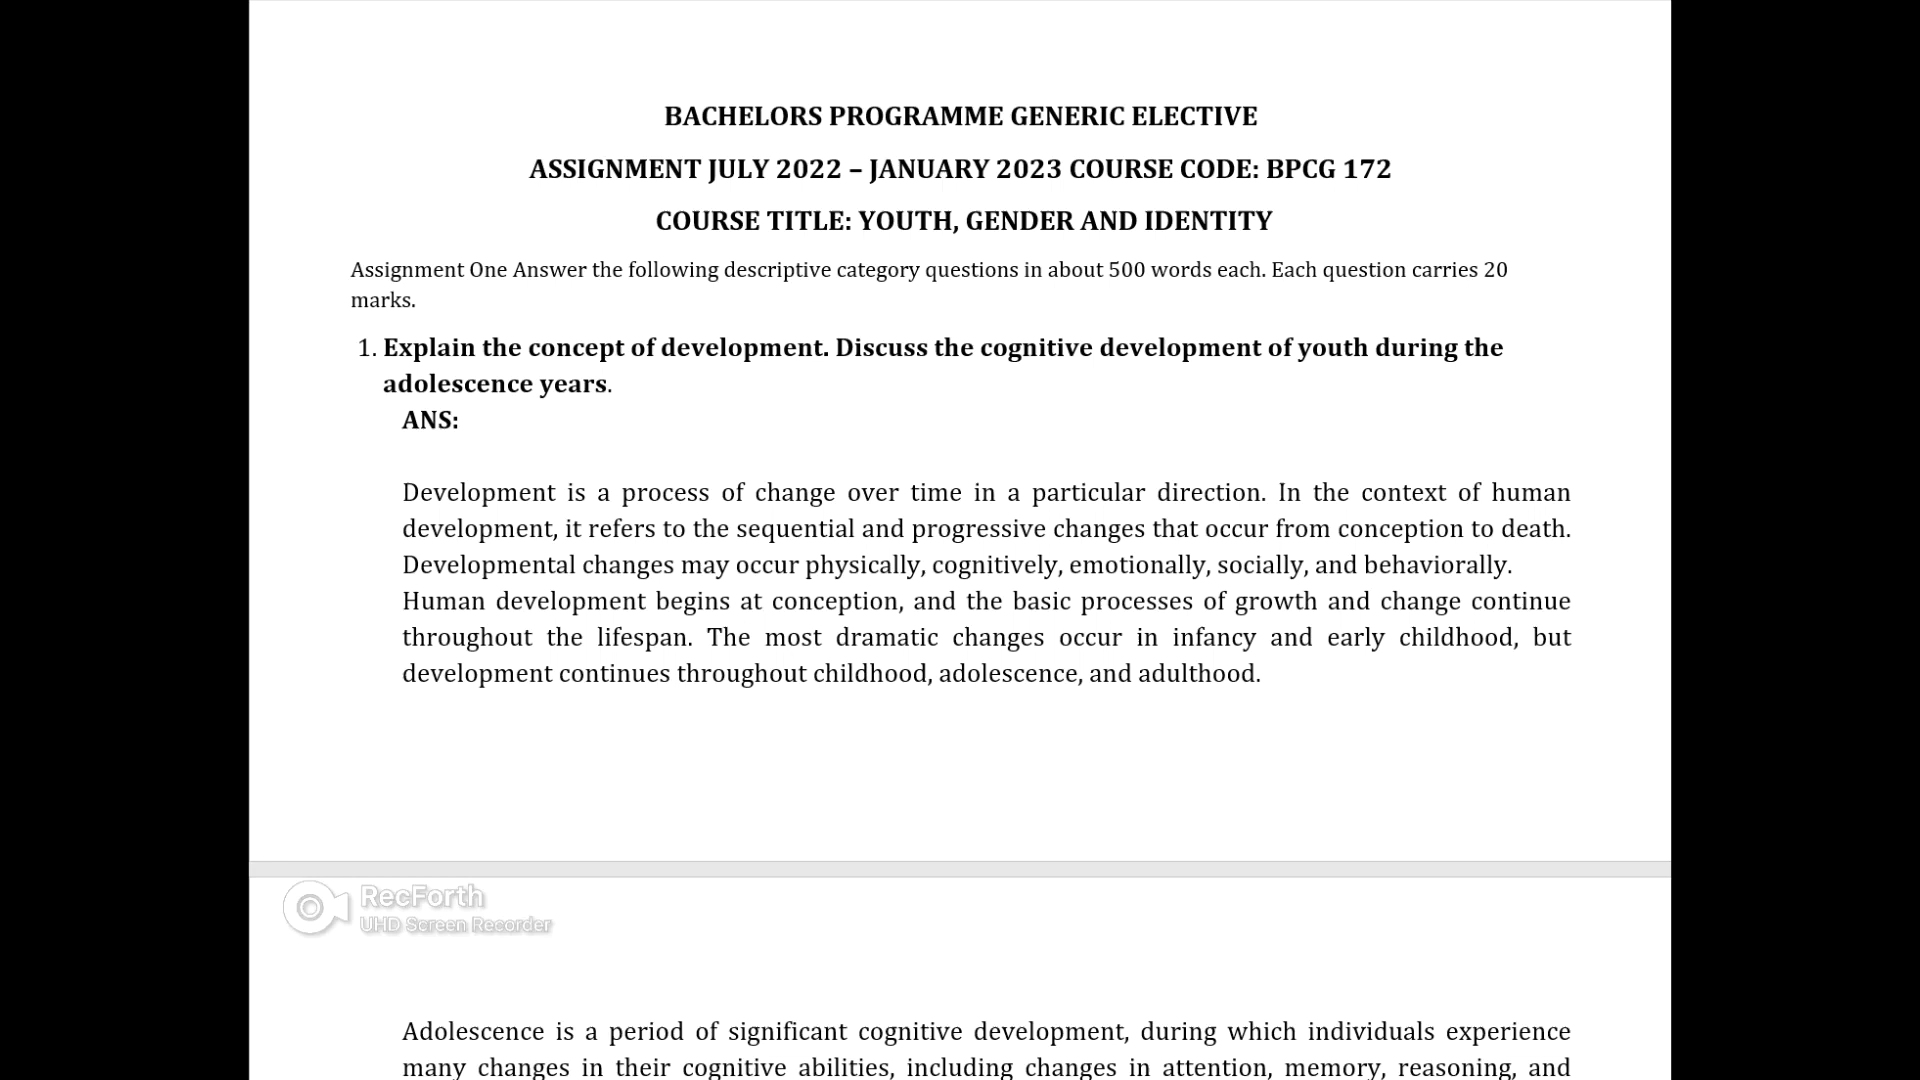 BACHELORS PROGRAMME GENERIC ELECTIVE
ASSIGNMENT JULY 2022 – JANUARY 2023 COURSE CODE: BPCG 172
COURSE TITLE: YOUTH, GENDER AND IDENTITY
Assignment One Answer the following descriptive category questions in about 500 words each. Each question carries 20
marks.
1. Explain the concept of development. Discuss the cognitive development of youth during the
adolescence years.
ANS:
Development is a process of change over time in a particular direction. In the context of human
development, it refers to the sequential and progressive changes that occur from conception to death.
Developmental changes may occur physically, cognitively, emotionally, socially, and behaviorally.
Human development begins at conception, and the basic processes of growth and change continue
throughout the lifespan. The most dramatic changes occur in infancy and early childhood, but
development continues throughout childhood, adolescence, and adulthood.
RecForth
UHD Screen Recorder
Adolescence is a period of significant cognitive development, during which individuals experience
many changes in their cognitive abilities, including changes in attention, memory, reasoning, and